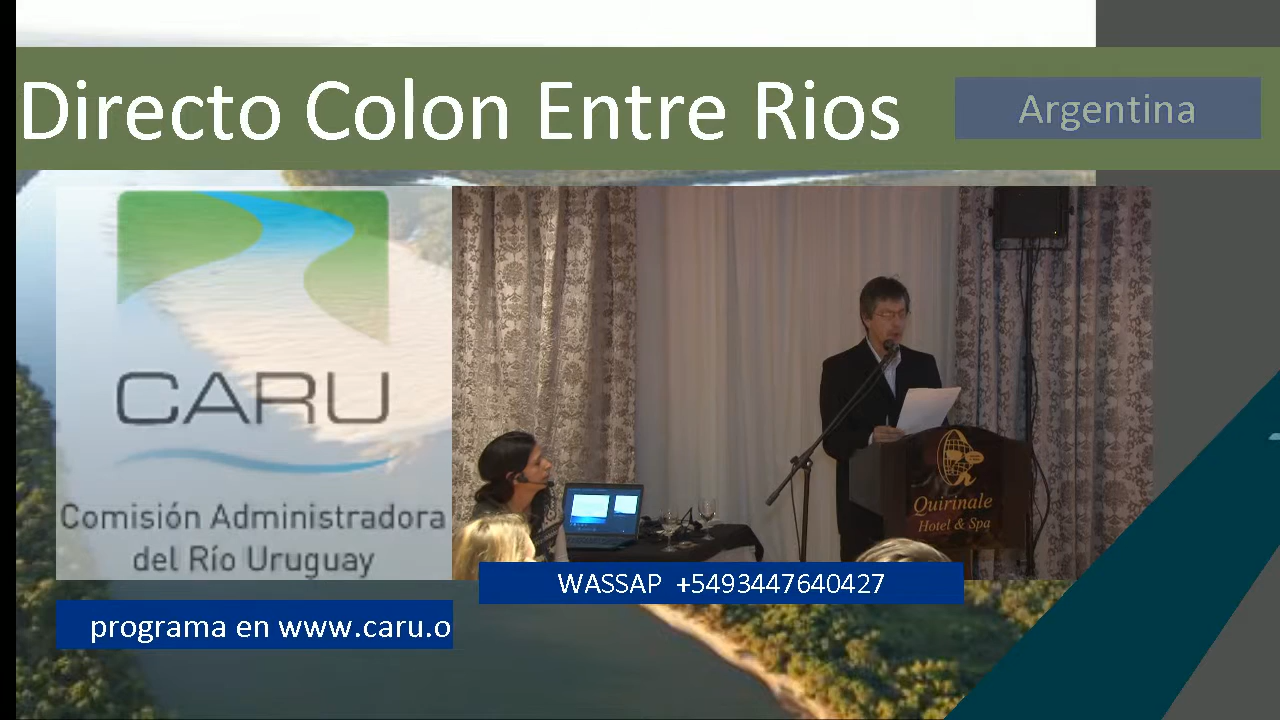 Directo Colon Entre Rios
Argentina
CARU
Comisión Administradora
del Río Uruguay
Quirinale
Hotel & Spa
WASSAP +5493447640427
programa en www.caru.o